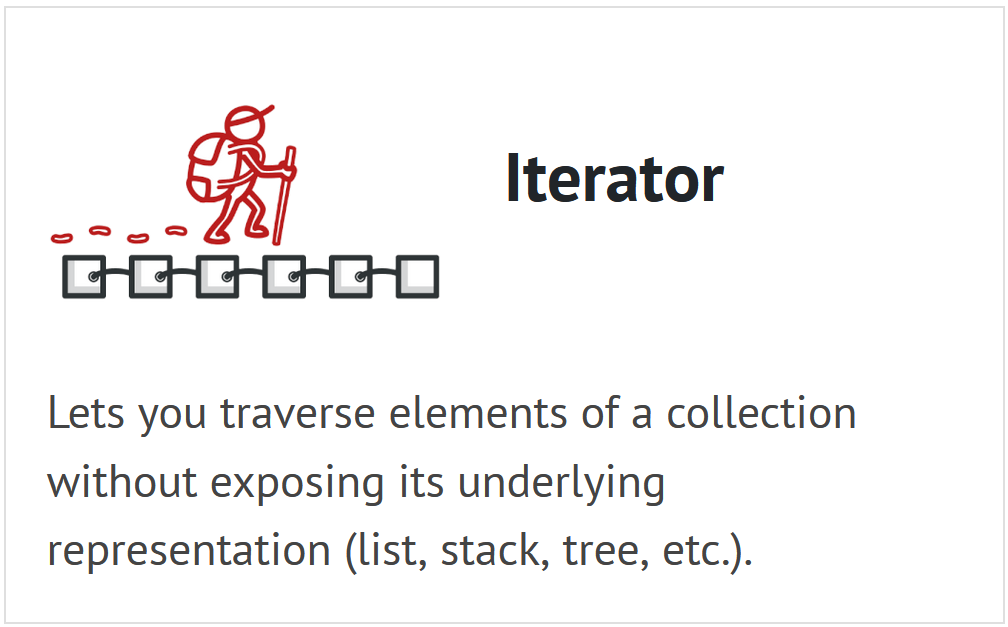 Iterator
Lets you traverse elements of a collection
without exposing its underlying
representation (list, stack, tree, etc.).